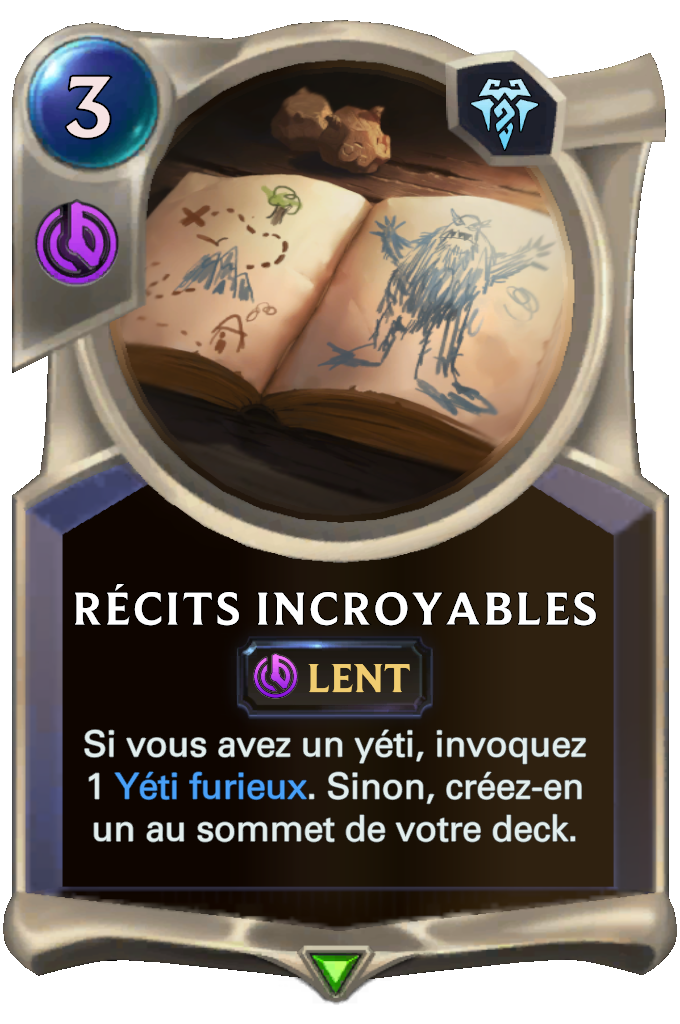 3
RÉCITS INCROYABLES
LENT
Si vous avez un yéti, invoquez
1 Yéti furieux. Sinon, créez-en
un au sommet de votre deck.